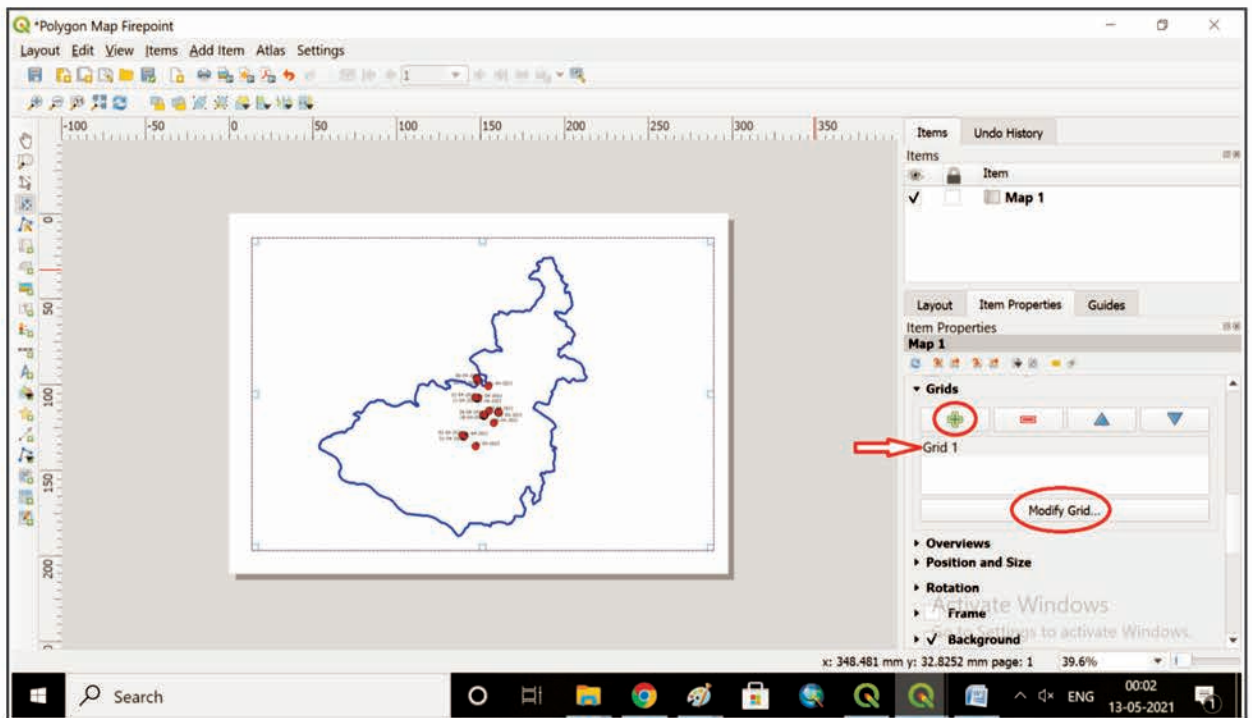 *Polygon Map Firepoint
Layout Edit View Items Add Item Atlas Settings
1
-100 -50 0 50 100 150 200 250 300 350
0
50
100
150
200
Items Undo History
Items
Item
Map 1
Layout Item Properties Guides
Item Properties
Map 1
Grids
Grid 1
Modify Grid...
Overviews
Position and Size
Rotation
Frame
Background
Activate Windows
Go to Settings to activate Windows.
x: 348.481 mm y: 32.8252 mm page: 1 39.6%
Search
ENG
00:02
13-05-2021
1